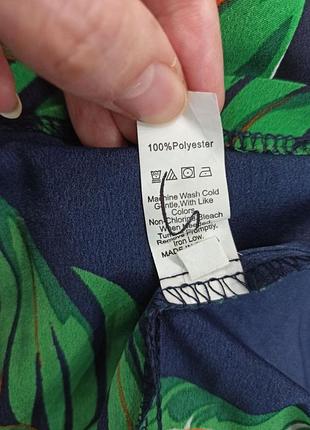 100%Polyester
Machine Wash Cold
Gentle, With Like
Colors
Non-Chlorine Bleach
When Needed.
Tumble
Remove Promptly.
Iron Low.
MADE